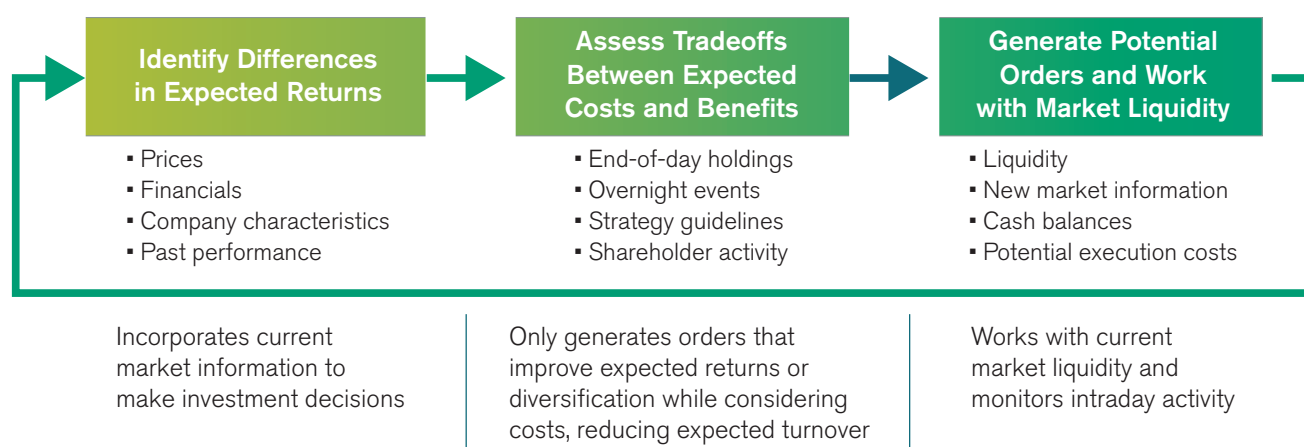 Identify Differences
in Expected Returns
▪ Prices
▪ Financials
▪ Company characteristics
▪ Past performance
Incorporates current
market information to
make investment decisions
Assess Tradeoffs
Between Expected
Costs and Benefits
▪ End-of-day holdings
▪ Overnight events
▪ Strategy guidelines
▪ Shareholder activity
Only generates orders that
improve expected returns or
diversification while considering
costs, reducing expected turnover
Generate Potential
Orders and Work
with Market Liquidity
▪ Liquidity
▪ New market information
▪ Cash balances
▪ Potential execution costs
Works with current
market liquidity and
monitors intraday activity